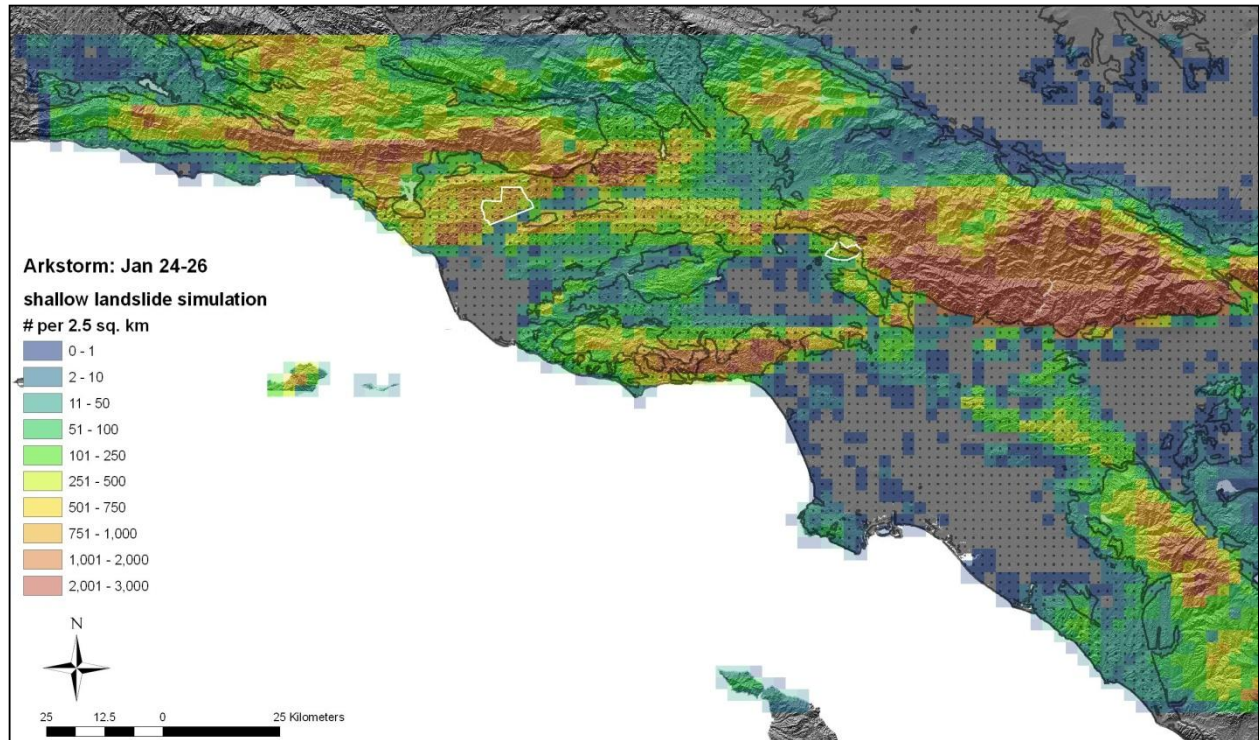 Arkstorm: Jan 24-26
shallow landslide simulation
# per 2.5 sq. km
0 - 1
2 - 10
11 - 50
51 - 100
101 - 250
251 - 500
501 - 750
751 - 1,000
1,001 - 2,000
2,001 - 3,000
N
25 12.5 0 25 Kilometers